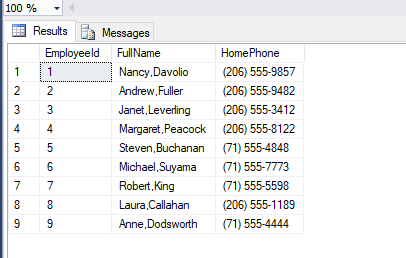 100 %
Results Messages
EmployeeId FullName HomePhone
1 1 Nancy,Davolio (206) 555-9857
2 2 Andrew,Fuller (206) 555-9482
3 3 Janet,Leverling (206) 555-3412
4 4 Margaret,Peacock (206) 555-8122
5 5 Steven,Buchanan (71) 555-4848
6 6 Michael,Suyama (71) 555-7773
7 7 Robert,King (71) 555-5598
8 8 Laura,Callahan (206) 555-1189
9 9 Anne,Dodsworth (71) 555-4444